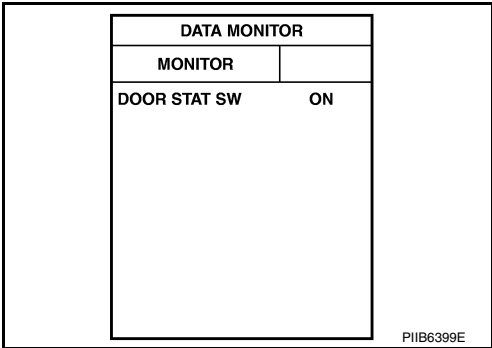 DATA MONITOR
MONITOR
DOOR STAT SW ON
PIIB6399E